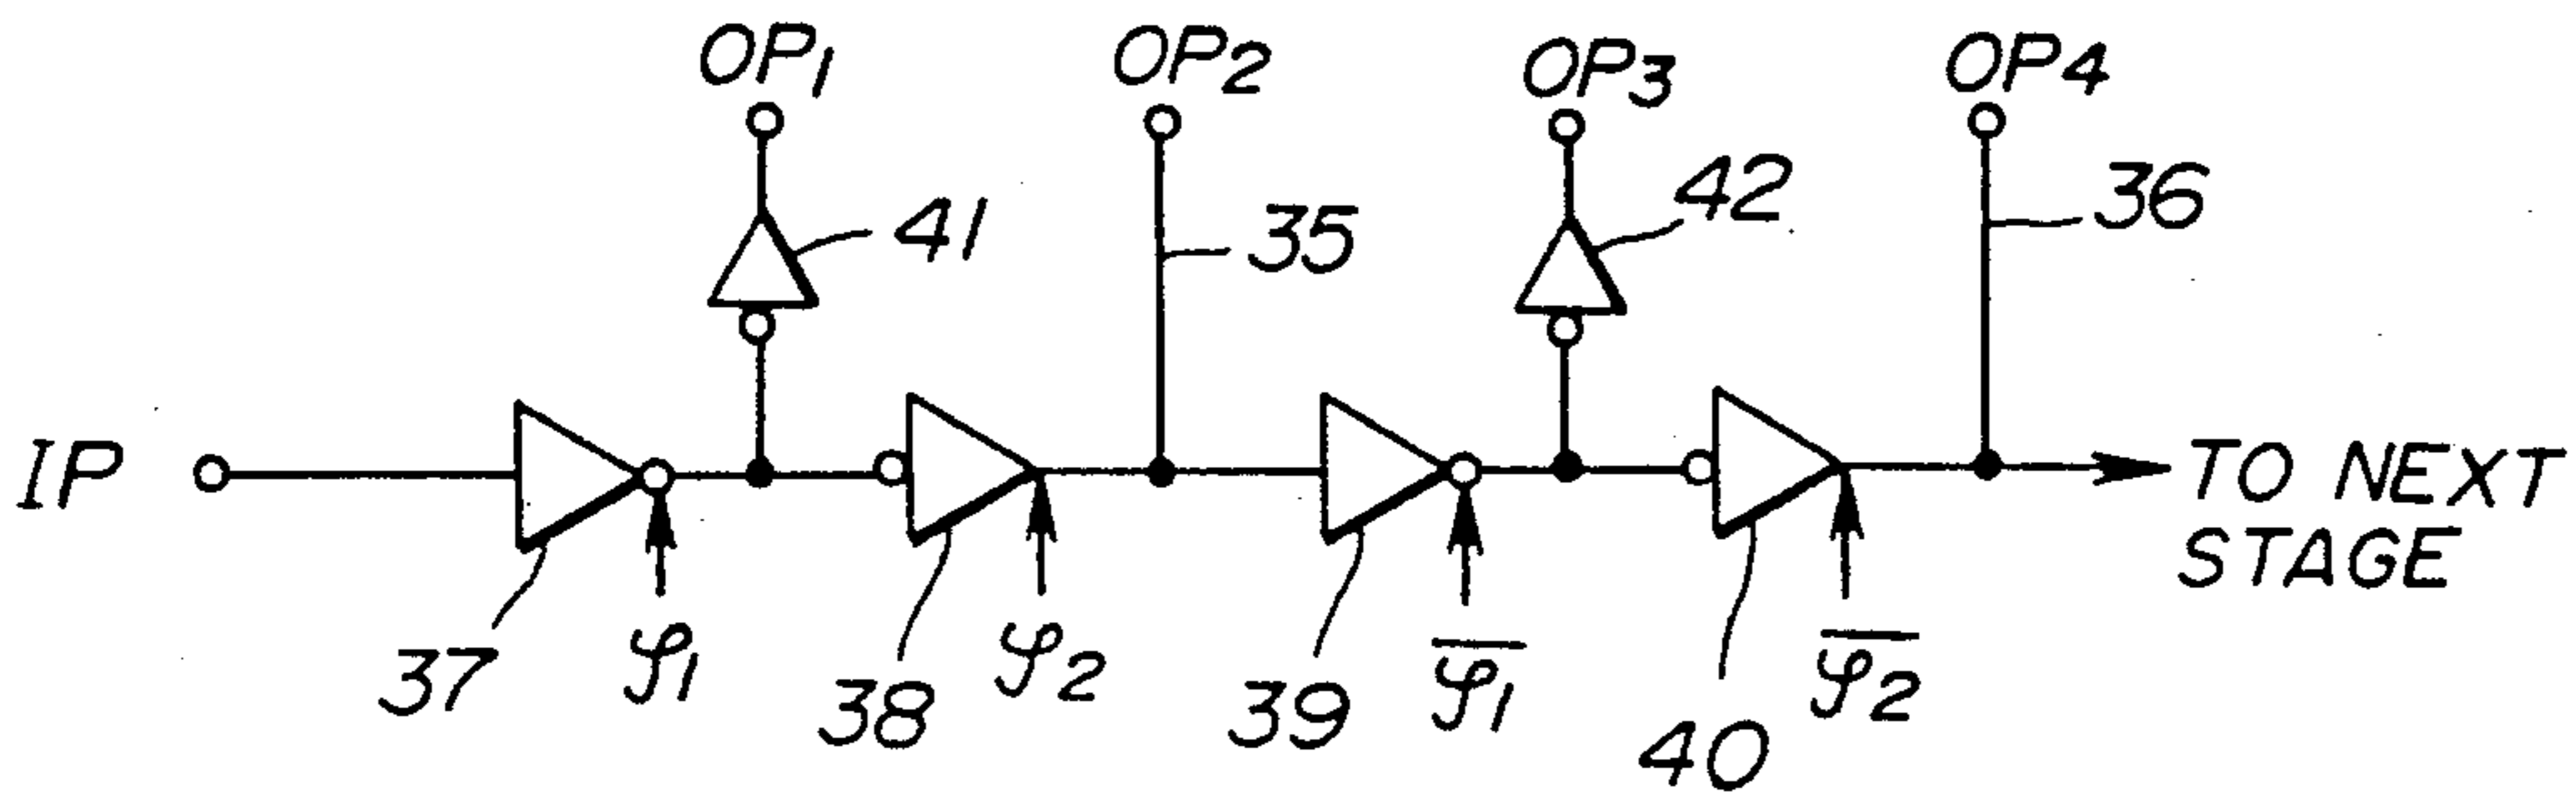 OP1 OP2 OP3 OP4
41 35 42 36
IP
TO NEXT
STAGE
37 φ1 38 φ2 39 φ̅1 40 φ̅2